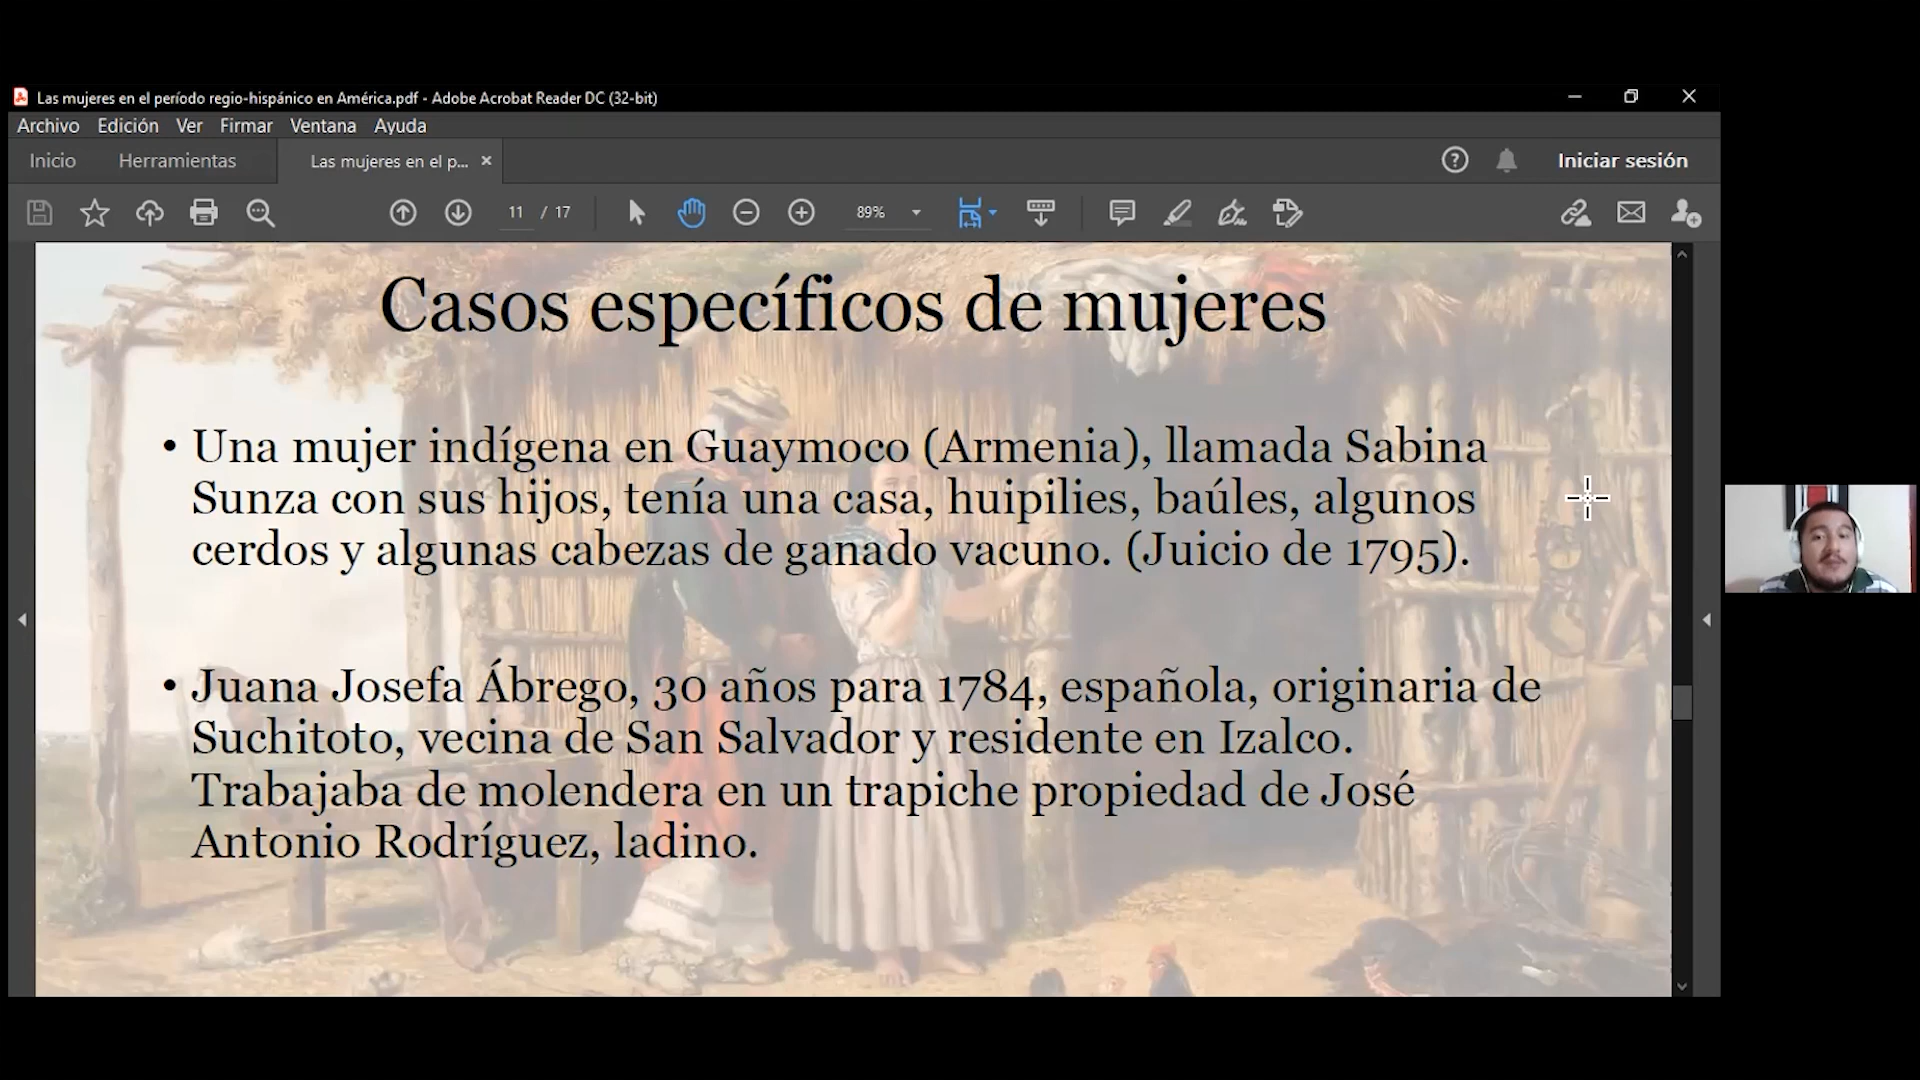 Las mujeres en el período regio-hispánico en América.pdf - Adobe Acrobat Reader DC (32-bit)
Archivo Edición Ver Firmar Ventana Ayuda
Inicio Herramientas Las mujeres en el p... Iniciar sesión
11 / 17 89%
Casos específicos de mujeres
• Una mujer indígena en Guaymoco (Armenia), llamada Sabina
Sunza con sus hijos, tenía una casa, huipilies, baúles, algunos
cerdos y algunas cabezas de ganado vacuno. (Juicio de 1795).
• Juana Josefa Ábrego, 30 años para 1784, española, originaria de
Suchitoto, vecina de San Salvador y residente en Izalco.
Trabajaba de molendera en un trapiche propiedad de José
Antonio Rodríguez, ladino.